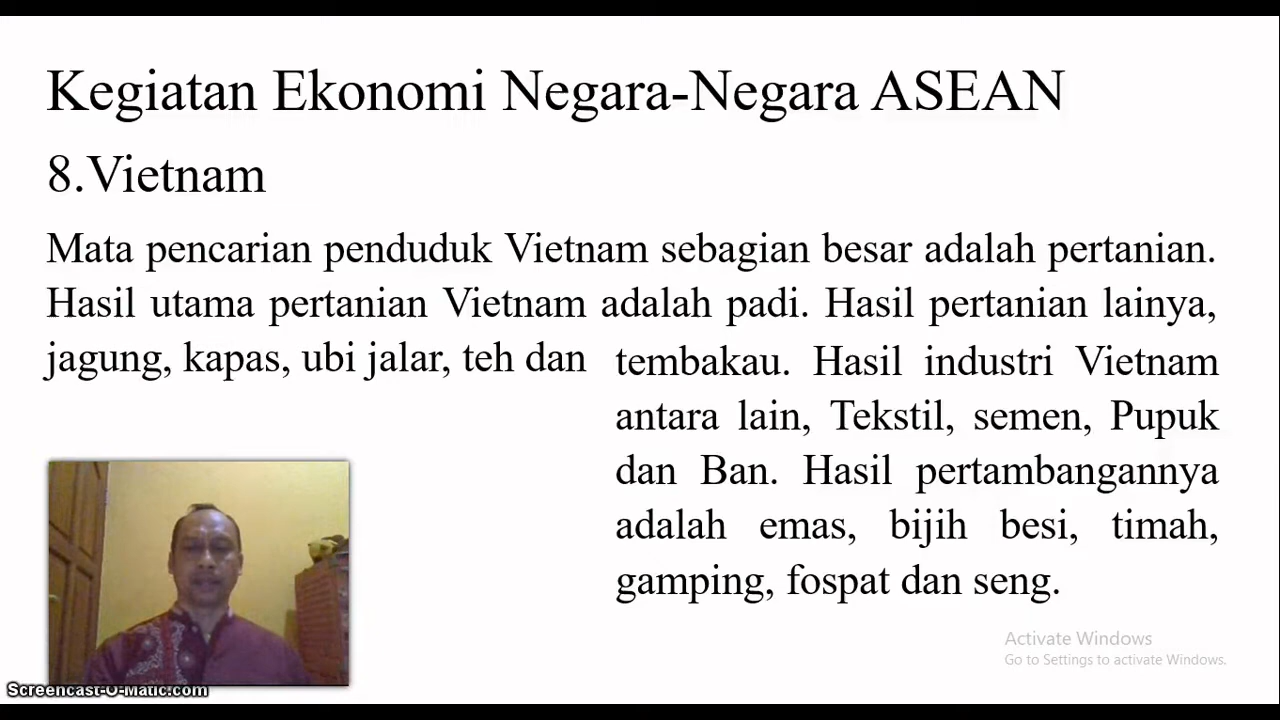 Kegiatan Ekonomi Negara-Negara ASEAN
8.Vietnam
Mata pencarian penduduk Vietnam sebagian besar adalah pertanian.
Hasil utama pertanian Vietnam adalah padi. Hasil pertanian lainya,
jagung, kapas, ubi jalar, teh dan
tembakau. Hasil industri Vietnam
antara lain, Tekstil, semen, Pupuk
dan Ban. Hasil pertambangannya
adalah emas, bijih besi, timah,
gamping, fospat dan seng.
Activate Windows
Go to Settings to activate Windows.
Screencast-O-Matic.com